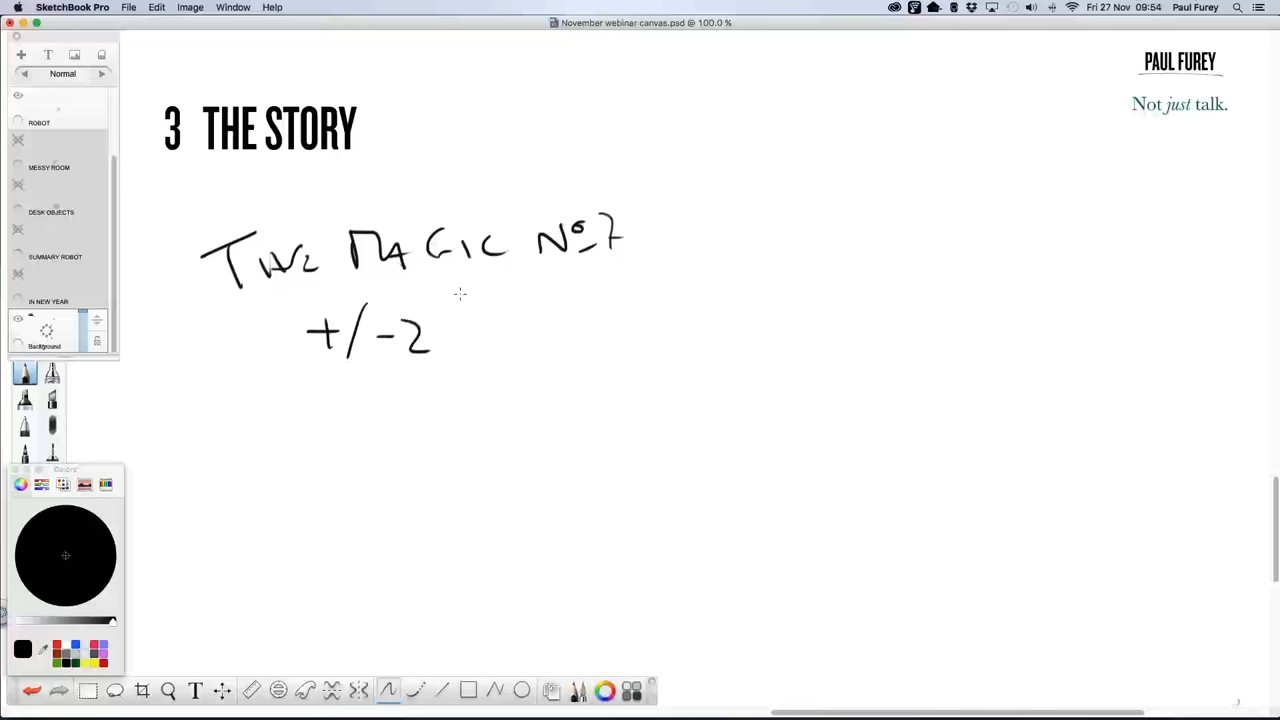 SketchBook Pro File Edit Image Window Help Fri 27 Nov 09:54 Paul Furey
November webinar canvas.psd @ 100.0 %
PAUL FUREY
Not just talk.
T
Normal
ROBOT
MESSY ROOM
DESK OBJECTS
SUMMARY ROBOT
IN NEW YEAR
Background
3 THE STORY
THE MAGIC Nº 7
+/-2
Colors
T